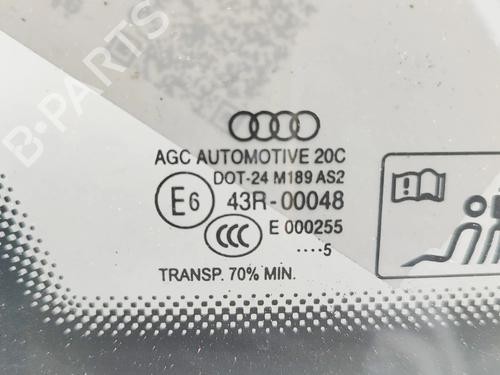 B-PARTS
AGC AUTOMOTIVE 20C
DOT-24 M189 AS2
E6 43R-00048
CCC E 000255
····5
TRANSP. 70% MIN.